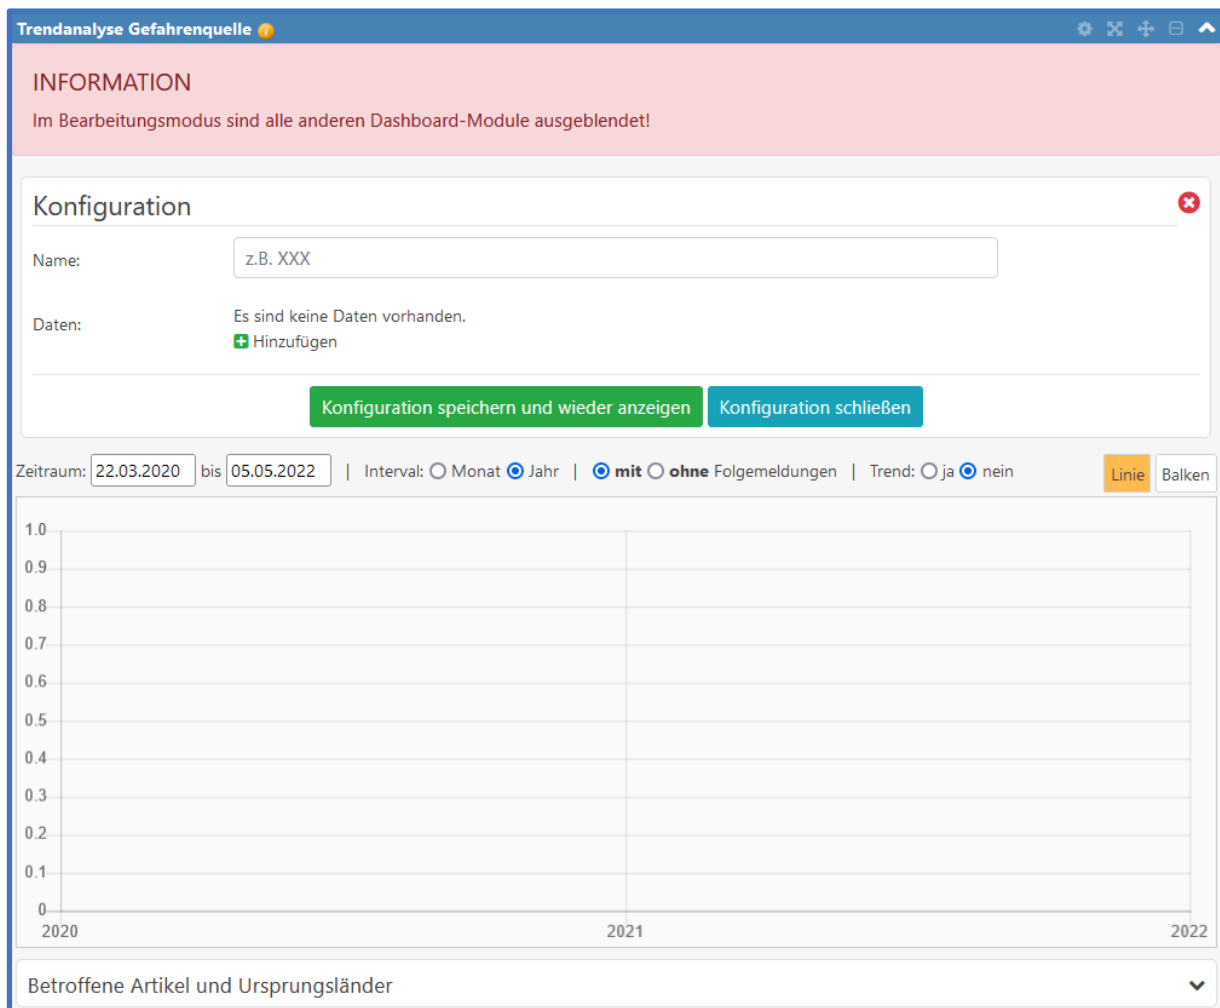 Trendanalyse Gefahrenquelle
INFORMATION
Im Bearbeitungsmodus sind alle anderen Dashboard-Module ausgeblendet!
Konfiguration
Name: z.B. XXX
Daten: Es sind keine Daten vorhanden.
Hinzufügen
Konfiguration speichern und wieder anzeigen Konfiguration schließen
Zeitraum: 22.03.2020 bis 05.05.2022 | Interval: Monat Jahr | mit ohne Folgemeldungen | Trend: ja nein Linie Balken
1.0
0.9
0.8
0.7
0.6
0.5
0.4
0.3
0.2
0.1
0
2020 2021 2022
Betroffene Artikel und Ursprungsländer